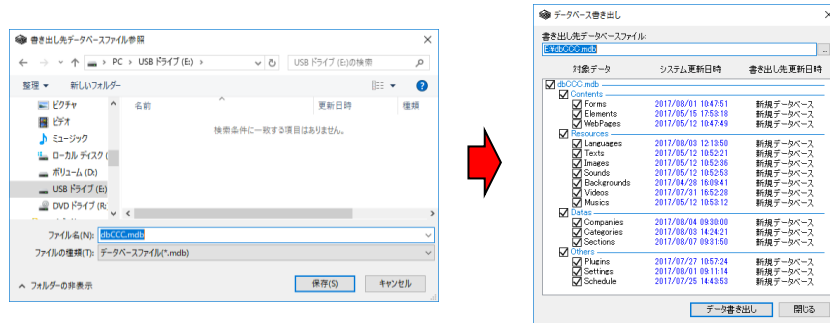 書き出し先データベースファイル参照
PC > USB ドライブ (E:) >
USB ドライブ (E:)の検索
整理 新しいフォルダー
ピクチャ
ビデオ
ミュージック
ローカル ディスク (
ボリューム (D:)
USB ドライブ (E:)
DVD ドライブ (R:
名前 更新日時 種類
検索条件に一致する項目はありません。
ファイル名(N): dbCCC.mdb
ファイルの種類(T): データベースファイル(*.mdb)
フォルダーの非表示
保存(S) キャンセル
データベース書き出し
書き出し先データベースファイル:
E:¥dbCCC.mdb ...
対象データ システム更新日時 書き出し先更新日時
dbCCC.mdb
Contents
Forms 2017/08/01 10:47:51 新規データベース
Elements 2017/05/15 17:53:18 新規データベース
WebPages 2017/05/12 10:47:49 新規データベース
Resources
Languages 2017/08/03 12:13:50 新規データベース
Texts 2017/05/12 10:52:21 新規データベース
Images 2017/05/12 10:52:36 新規データベース
Sounds 2017/05/12 10:52:53 新規データベース
Backgrounds 2017/04/28 16:09:41 新規データベース
Videos 2017/07/31 16:52:28 新規データベース
Musics 2017/05/12 10:53:12 新規データベース
Datas
Companies 2017/08/04 09:30:00 新規データベース
Categories 2017/08/03 14:24:21 新規データベース
Sections 2017/08/07 09:31:50 新規データベース
Others
Plugins 2017/07/27 10:57:24 新規データベース
Settings 2017/08/01 09:11:14 新規データベース
Schedule 2017/07/25 14:43:53 新規データベース
データ書き出し 閉じる